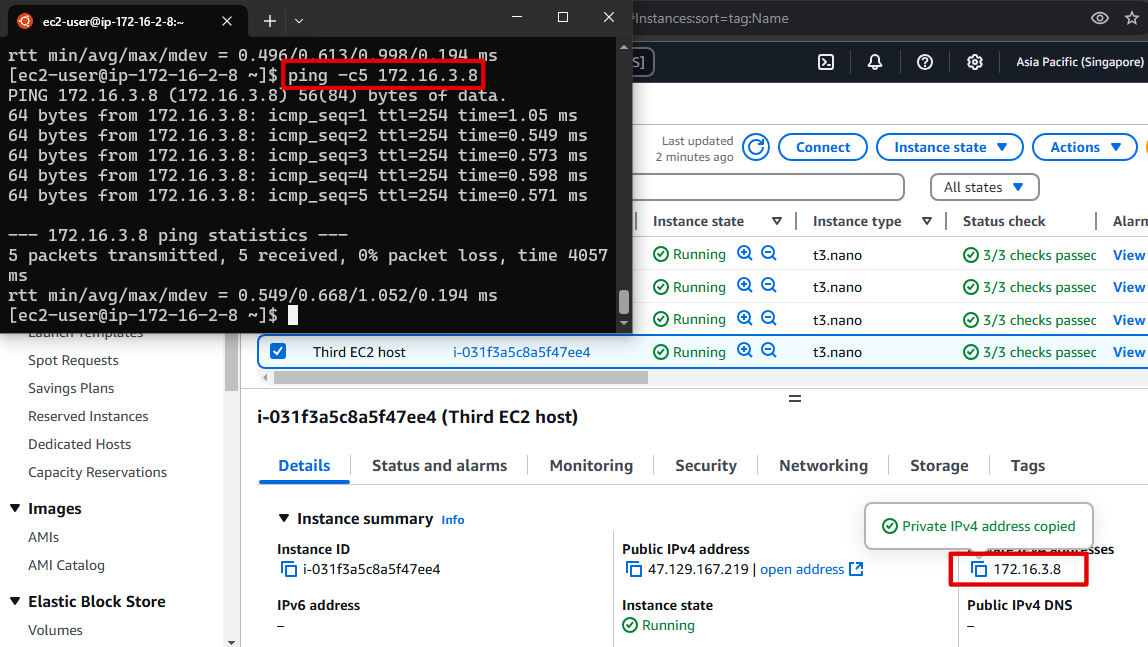 ec2-user@ip-172-16-2-8:~
rtt min/avg/max/mdev = 0.496/0.613/0.998/0.194 ms
[ec2-user@ip-172-16-2-8 ~]$ ping -c5 172.16.3.8
PING 172.16.3.8 (172.16.3.8) 56(84) bytes of data.
64 bytes from 172.16.3.8: icmp_seq=1 ttl=254 time=1.05 ms
64 bytes from 172.16.3.8: icmp_seq=2 ttl=254 time=0.549 ms
64 bytes from 172.16.3.8: icmp_seq=3 ttl=254 time=0.573 ms
64 bytes from 172.16.3.8: icmp_seq=4 ttl=254 time=0.598 ms
64 bytes from 172.16.3.8: icmp_seq=5 ttl=254 time=0.571 ms
--- 172.16.3.8 ping statistics ---
5 packets transmitted, 5 received, 0% packet loss, time 4057
ms
rtt min/avg/max/mdev = 0.549/0.668/1.052/0.194 ms
[ec2-user@ip-172-16-2-8 ~]$
#Instances:sort=tag:Name
S]
Asia Pacific (Singapore)
Last updated
2 minutes ago
Connect
Instance state
Actions
All states
Instance state
Instance type
Status check
Alarn
Running t3.nano 3/3 checks passec View
Running t3.nano 3/3 checks passec View
Running t3.nano 3/3 checks passec View
Third EC2 host i-031f3a5c8a5f47ee4 Running t3.nano 3/3 checks passec View
Launch Templates
Spot Requests
Savings Plans
Reserved Instances
Dedicated Hosts
Capacity Reservations
Images
AMIs
AMI Catalog
Elastic Block Store
Volumes
i-031f3a5c8a5f47ee4 (Third EC2 host)
Details
Status and alarms
Monitoring
Security
Networking
Storage
Tags
Instance summary Info
Private IPv4 address copied
Instance ID
i-031f3a5c8a5f47ee4
Public IPv4 address
47.129.167.219 | open address
172.16.3.8
IPv6 address
–
Instance state
Running
Public IPv4 DNS
–